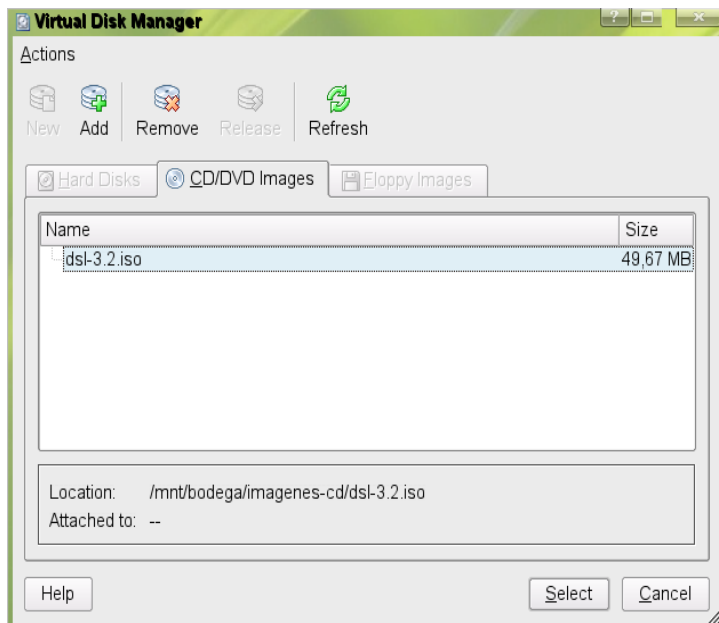 Virtual Disk Manager
Actions
New Add Remove Release Refresh
Hard Disks CD/DVD Images Floppy Images
Name Size
dsl-3.2.iso 49,67 MB
Location: /mnt/bodega/imagenes-cd/dsl-3.2.iso
Attached to: --
Help Select Cancel